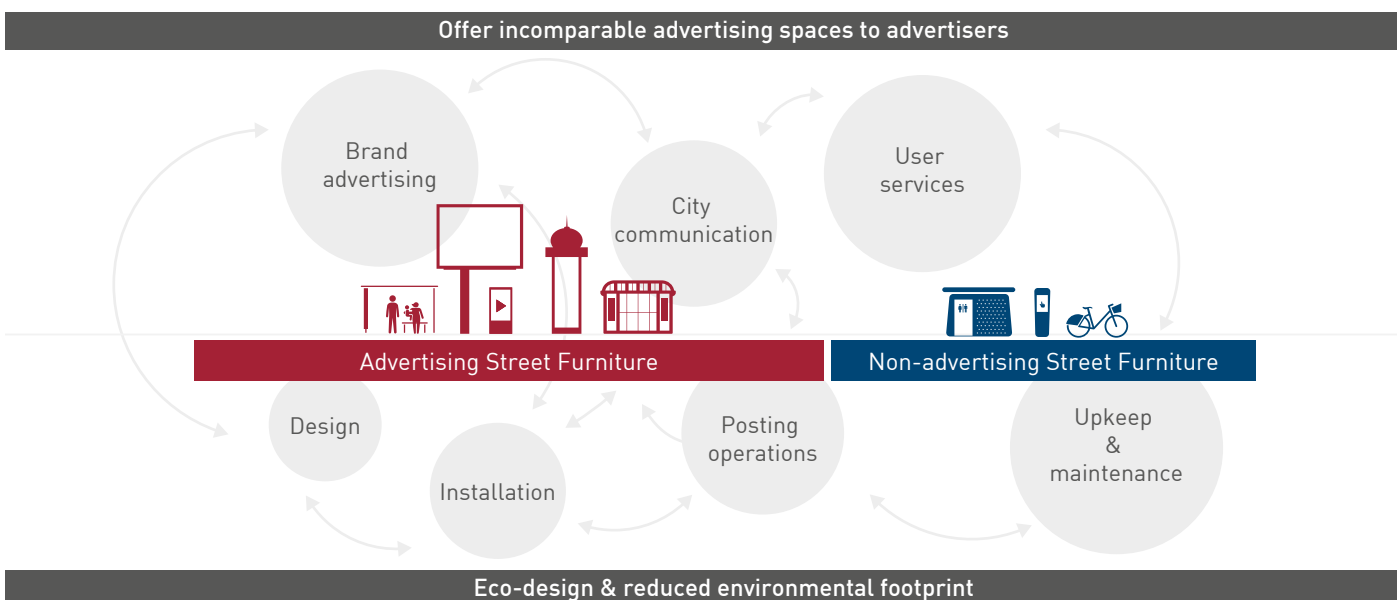 Offer incomparable advertising spaces to advertisers
Brand
advertising
City
communication
User
services
Advertising Street Furniture
Non-advertising Street Furniture
Design
Installation
Posting
operations
Upkeep
&
maintenance
Eco-design & reduced environmental footprint